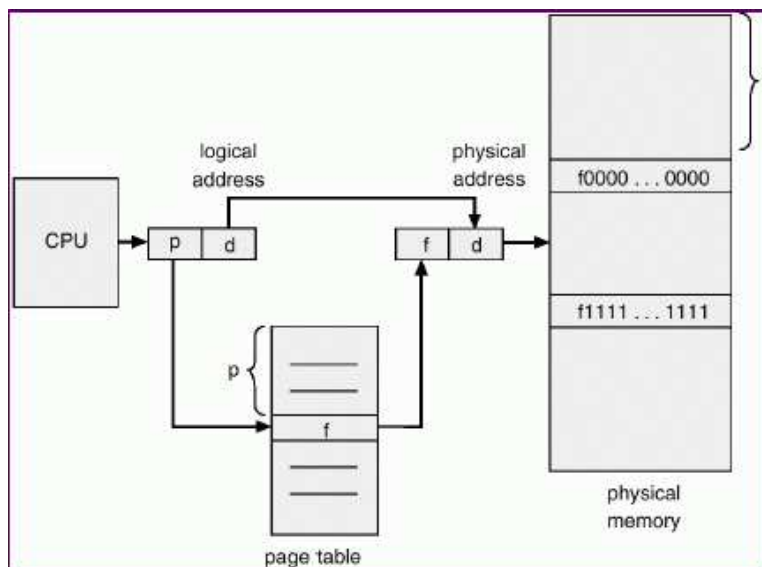 logical
address
physical
address
f0000 . . . 0000
CPU
p
d
f
d
f1111 . . . 1111
p
f
physical
memory
page table